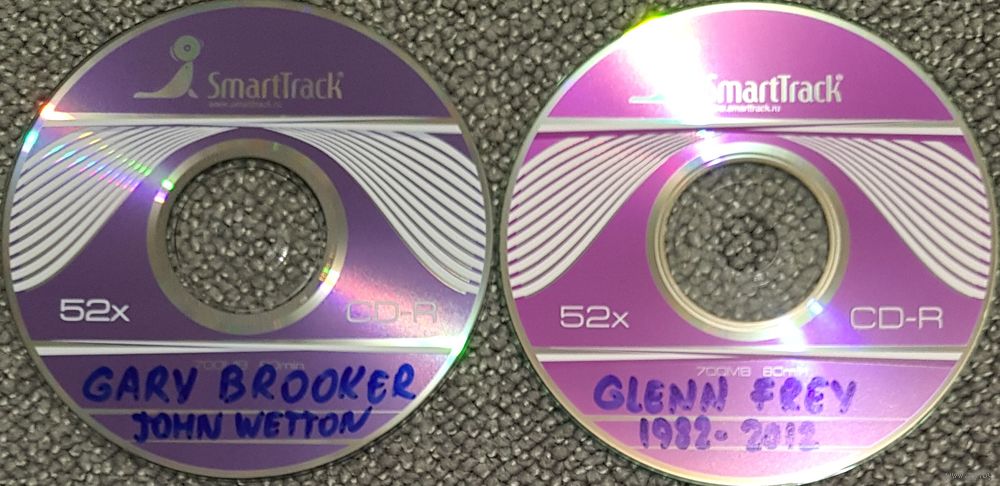 SmartTrack®
www.smarttrack.ru
52x
CD-R
700MB 80min
GARY BROOKER
JOHN WETTON
SmartTrack®
www.smarttrack.ru
52x
CD-R
700MB 80min
GLENN FREY
1982-2012